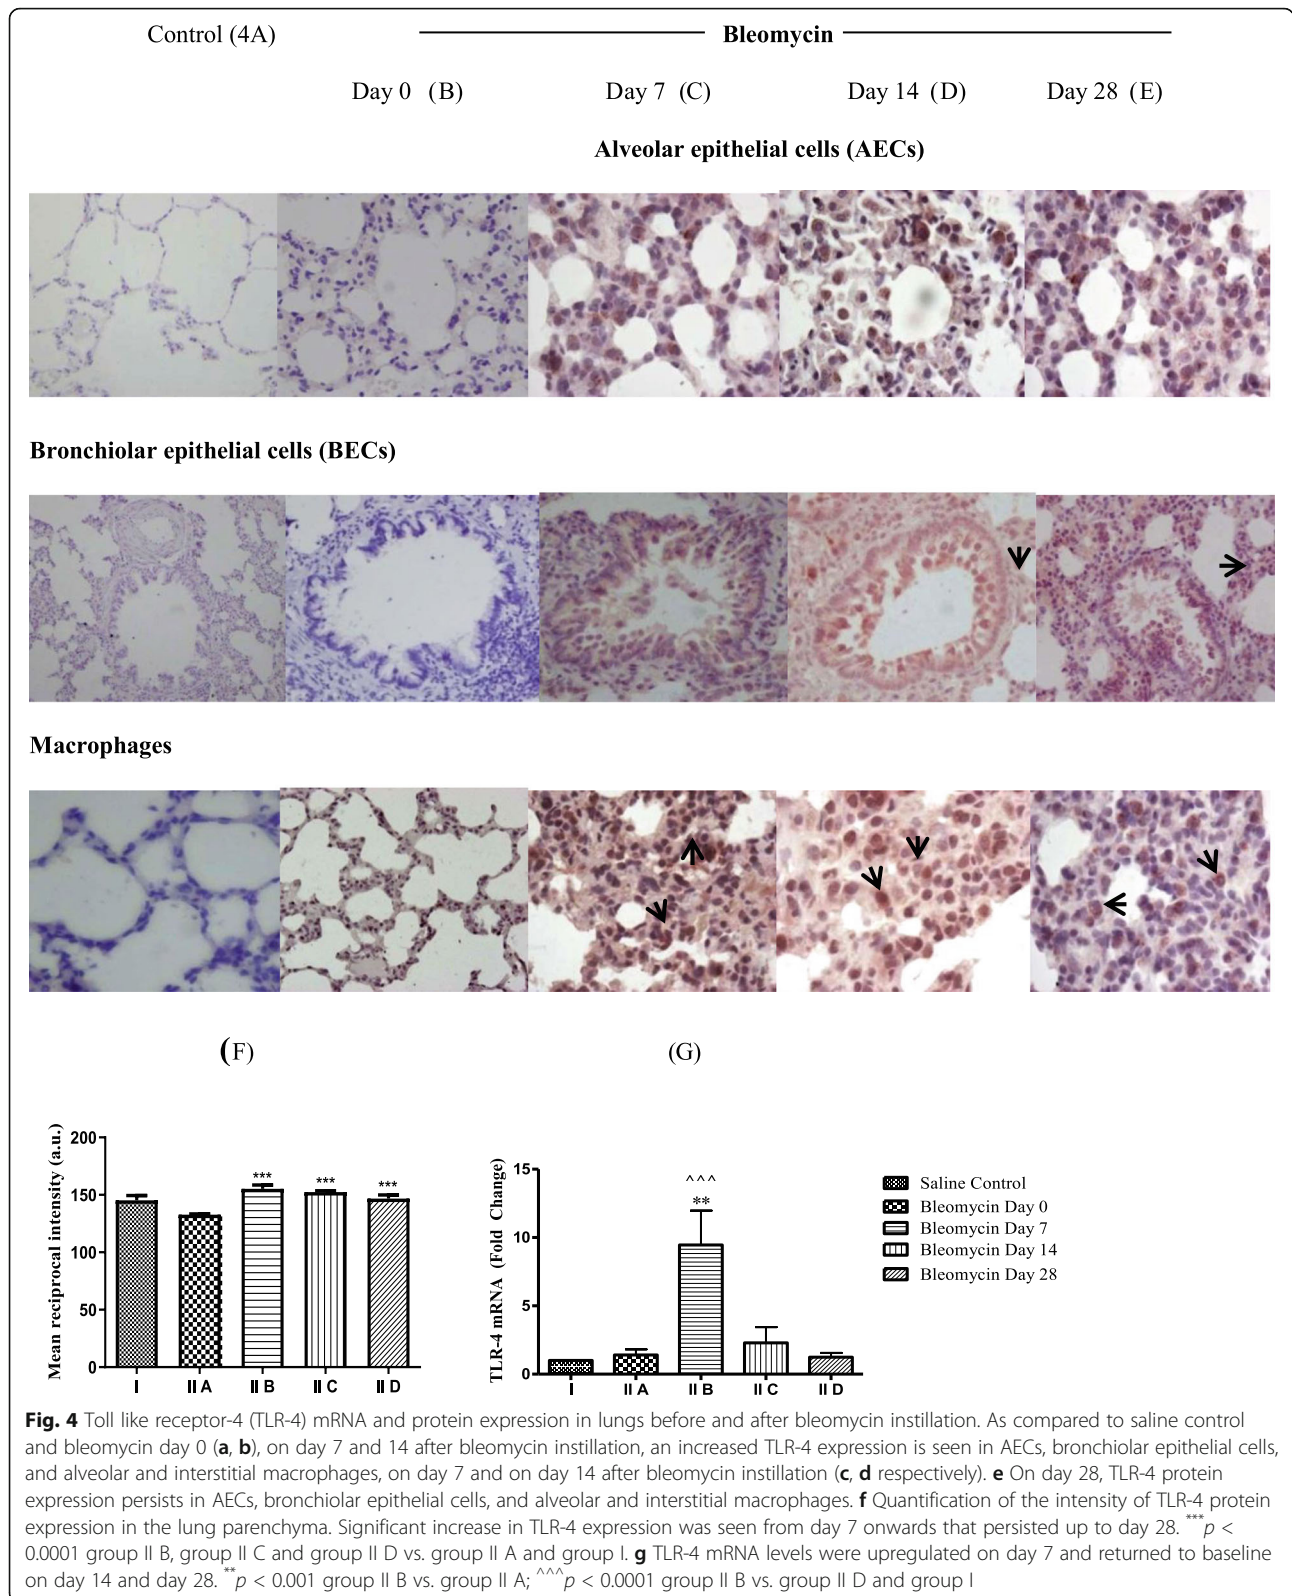 Control (4A)
Bleomycin
Day 0 (B)
Day 7 (C)
Day 14 (D)
Day 28 (E)
Alveolar epithelial cells (AECs)
Bronchiolar epithelial cells (BECs)
Macrophages
(F)
(G)
Mean reciprocal intensity (a.u.)
200
150
100
50
0
***
***
***
I
II A
II B
II C
II D
TLR-4 mRNA (Fold Change)
15
10
5
0
^^^
**
I
II A
II B
II C
II D
Saline Control
Bleomycin Day 0
Bleomycin Day 7
Bleomycin Day 14
Bleomycin Day 28
Fig. 4 Toll like receptor-4 (TLR-4) mRNA and protein expression in lungs before and after bleomycin instillation. As compared to saline control
and bleomycin day 0 (a, b), on day 7 and 14 after bleomycin instillation, an increased TLR-4 expression is seen in AECs, bronchiolar epithelial cells,
and alveolar and interstitial macrophages, on day 7 and on day 14 after bleomycin instillation (c, d respectively). e On day 28, TLR-4 protein
expression persists in AECs, bronchiolar epithelial cells, and alveolar and interstitial macrophages. f Quantification of the intensity of TLR-4 protein
expression in the lung parenchyma. Significant increase in TLR-4 expression was seen from day 7 onwards that persisted up to day 28. ***p <
0.0001 group II B, group II C and group II D vs. group II A and group I. g TLR-4 mRNA levels were upregulated on day 7 and returned to baseline
on day 14 and day 28. **p < 0.001 group II B vs. group II A; ^^^p < 0.0001 group II B vs. group II D and group I